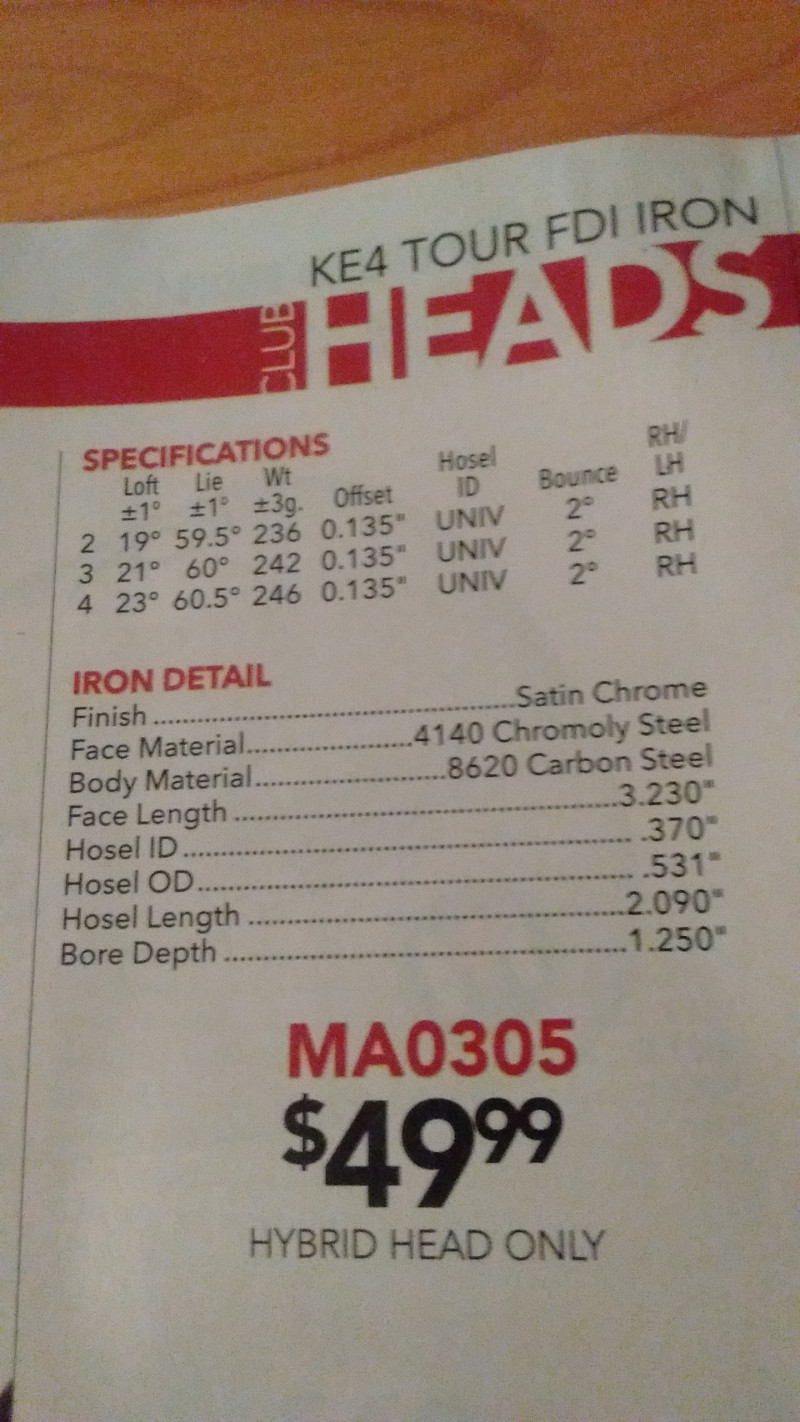 KE4 TOUR FDI IRON
CLUB HEADS
SPECIFICATIONS
Loft Lie Wt Offset Hosel ID Bounce RH/LH
±1° ±1° ±3g.
2 19° 59.5° 236 0.135" UNIV 2° RH
3 21° 60° 242 0.135" UNIV 2° RH
4 23° 60.5° 246 0.135" UNIV 2° RH
IRON DETAIL
Finish ..........Satin Chrome
Face Material..........4140 Chromoly Steel
Body Material..........8620 Carbon Steel
Face Length ..........3.230"
Hosel ID.......... .370"
Hosel OD.......... .531"
Hosel Length ..........2.090"
Bore Depth ..........1.250"
MA0305
$4999
HYBRID HEAD ONLY